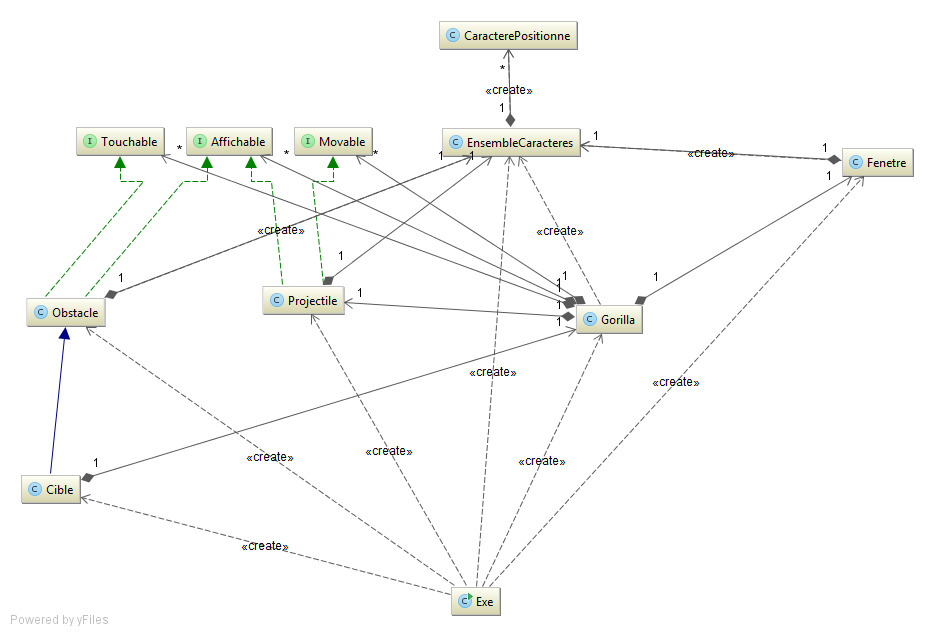 C CaracterePositionne
*
«create»
1
I Touchable
I Affichable
I Movable
C EnsembleCaracteres
C Fenetre
*
*
*
1
1
1
1
«create»
1
«create»
«create»
1
1
1
C Obstacle
C Projectile
C Gorilla
1
1
1
1
1
1
«create»
«create»
«create»
«create»
«create»
1
C Cible
«create»
C Exe
Powered by yFiles